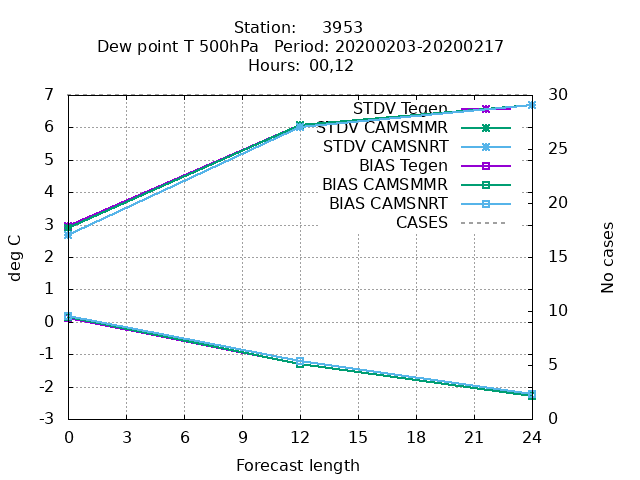 Station: 3953
Dew point T 500hPa Period: 20200203-20200217
Hours: 00,12
7 30
STDV Tegen
6 STDV CAMSMMR
STDV CAMSNRT 25
5 BIAS Tegen
4 BIAS CAMSMMR
BIAS CAMSNRT 20
3 CASES
deg C
No cases
2 15
1
0 10
-1
5
-2
-3 0
0 3 6 9 12 15 18 21 24
Forecast length